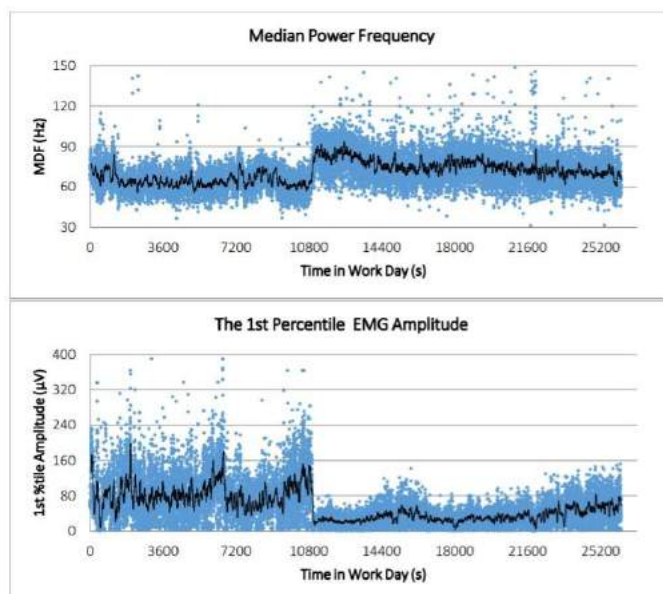 Median Power Frequency
MDF (Hz)
150
120
90
60
30
0 3600 7200 10800 14400 18000 21600 25200
Time in Work Day (s)
The 1st Percentile EMG Amplitude
1st %tile Amplitude (µV)
400
320
240
160
80
0
0 3600 7200 10800 14400 18000 21600 25200
Time in Work Day (s)